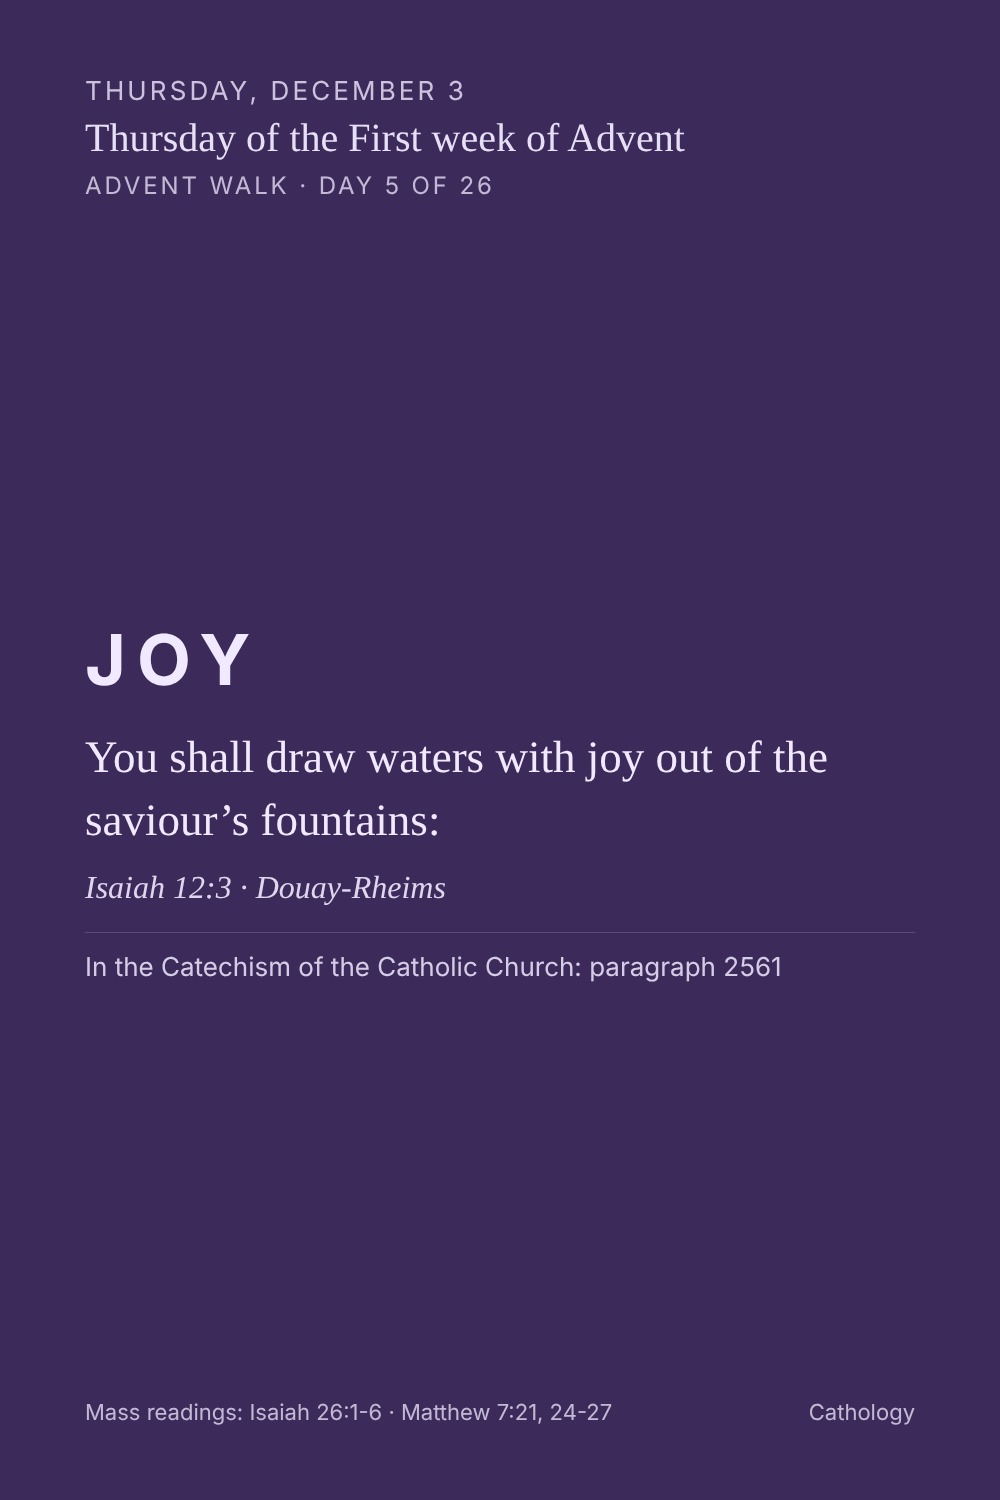 THURSDAY, DECEMBER 3
Thursday of the First week of Advent
ADVENT WALK · DAY 5 OF 26
JOY
You shall draw waters with joy out of the
saviour’s fountains:
Isaiah 12:3 · Douay-Rheims
In the Catechism of the Catholic Church: paragraph 2561
Mass readings: Isaiah 26:1-6 · Matthew 7:21, 24-27
Cathology